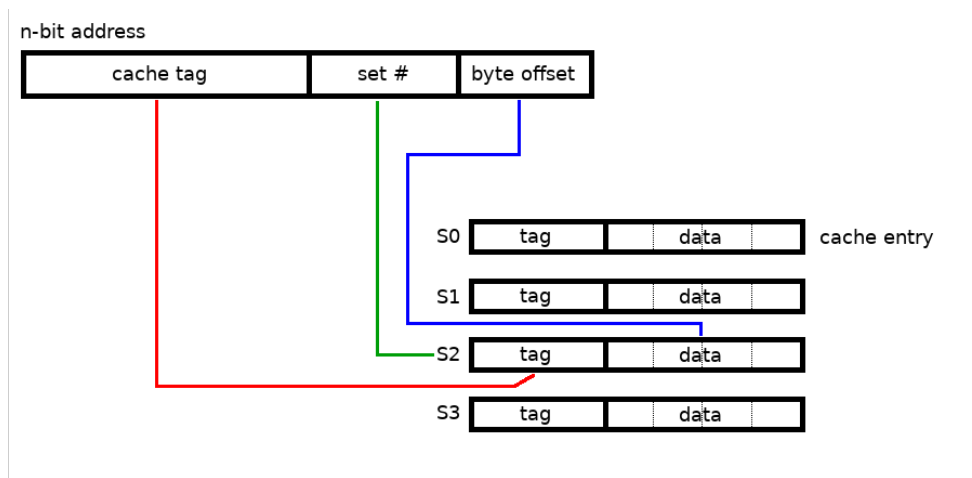 n-bit address
cache tag set # byte offset
S0 tag data cache entry
S1 tag data
S2 tag data
S3 tag data